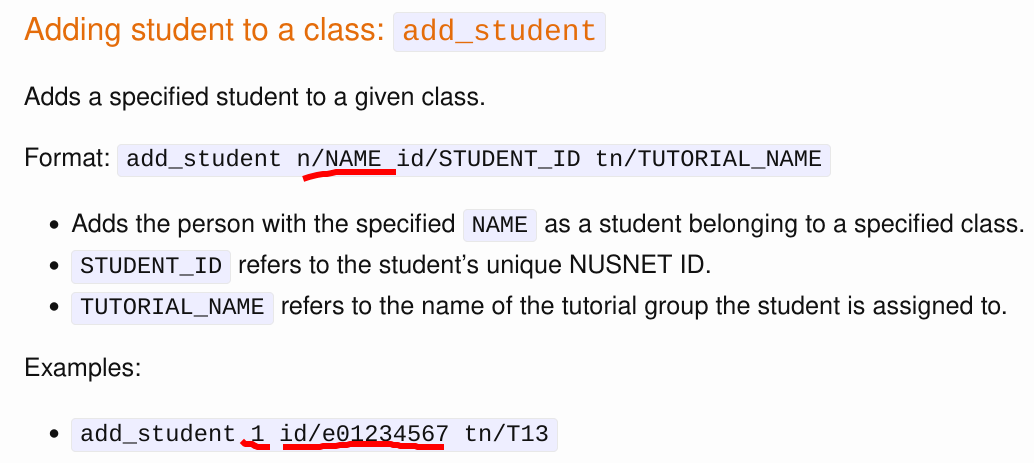 Adding student to a class: add_student
Adds a specified student to a given class.
Format: add_student n/NAME id/STUDENT_ID tn/TUTORIAL_NAME
• Adds the person with the specified NAME as a student belonging to a specified class.
• STUDENT_ID refers to the student’s unique NUSNET ID.
• TUTORIAL_NAME refers to the name of the tutorial group the student is assigned to.
Examples:
• add_student 1 id/e01234567 tn/T13